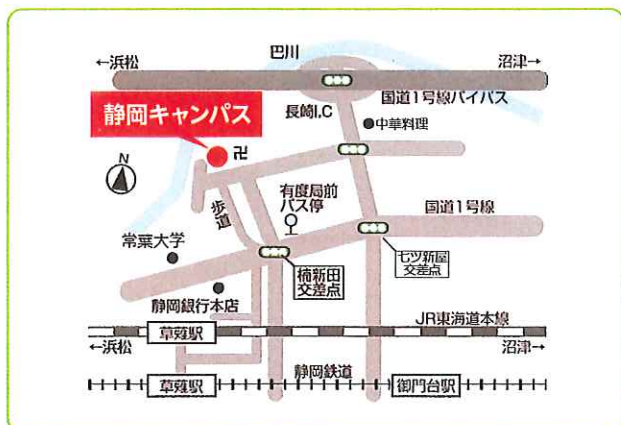 巴川
←浜松
沼津→
国道1号線バイパス
長崎I,C
静岡キャンパス
中華料理
N
卍
歩道
有度局前
バス停
国道1号線
常葉大学
楠新田
交差点
七ツ新屋
交差点
静岡銀行本店
JR東海道本線
草薙駅
←浜松
沼津→
静岡鉄道
草薙駅
御門台駅